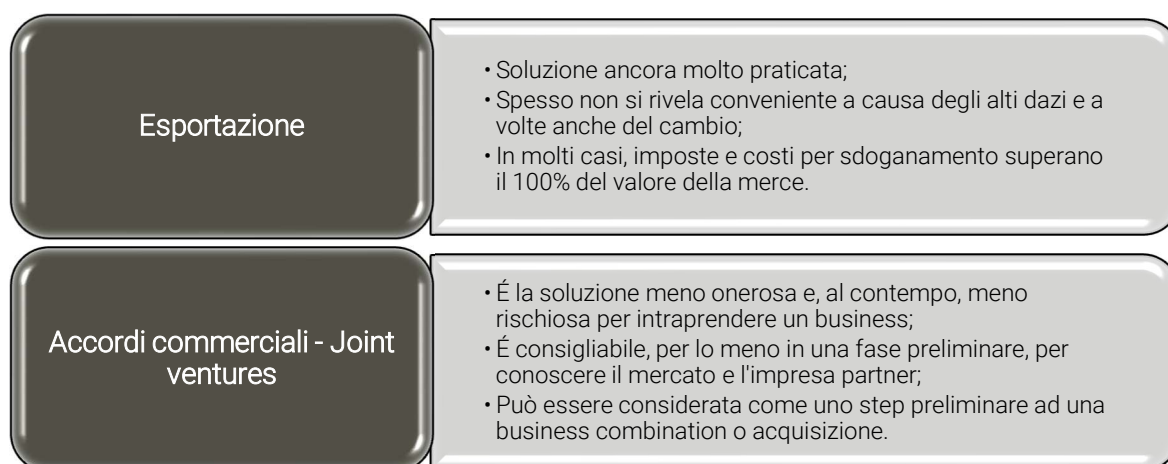 Esportazione
• Soluzione ancora molto praticata;
• Spesso non si rivela conveniente a causa degli alti dazi e a
volte anche del cambio;
• In molti casi, imposte e costi per sdoganamento superano
il 100% del valore della merce.
Accordi commerciali - Joint
ventures
• É la soluzione meno onerosa e, al contempo, meno
rischiosa per intraprendere un business;
• É consigliabile, per lo meno in una fase preliminare, per
conoscere il mercato e l'impresa partner;
• Può essere considerata come uno step preliminare ad una
business combination o acquisizione.